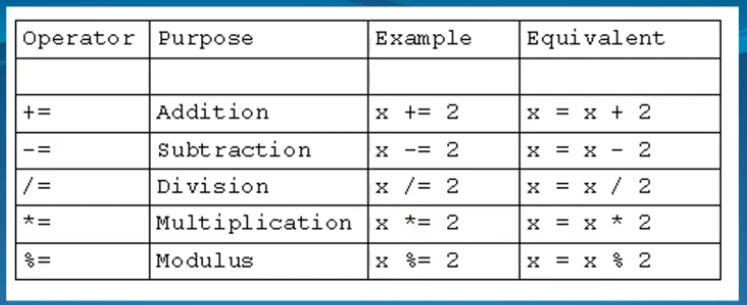 Operator Purpose Example Equivalent
+= Addition x += 2 x = x + 2
-= Subtraction x -= 2 x = x - 2
/= Division x /= 2 x = x / 2
*= Multiplication x *= 2 x = x * 2
%= Modulus x %= 2 x = x % 2